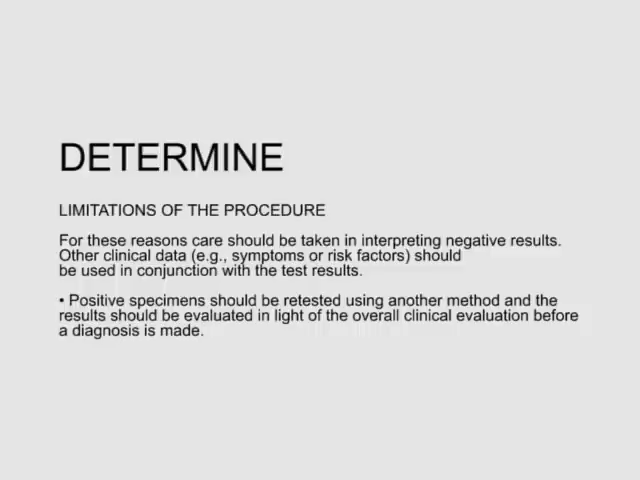 DETERMINE
LIMITATIONS OF THE PROCEDURE
For these reasons care should be taken in interpreting negative results.
Other clinical data (e.g., symptoms or risk factors) should
be used in conjunction with the test results.
• Positive specimens should be retested using another method and the
results should be evaluated in light of the overall clinical evaluation before
a diagnosis is made.